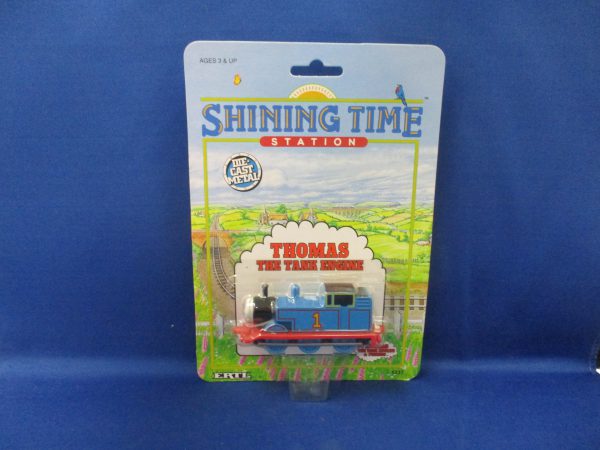 AGES 3 & UP
SHINING TIME
STATION
DIE
CAST
METAL
THOMAS
THE TANK ENGINE
1
ERTL